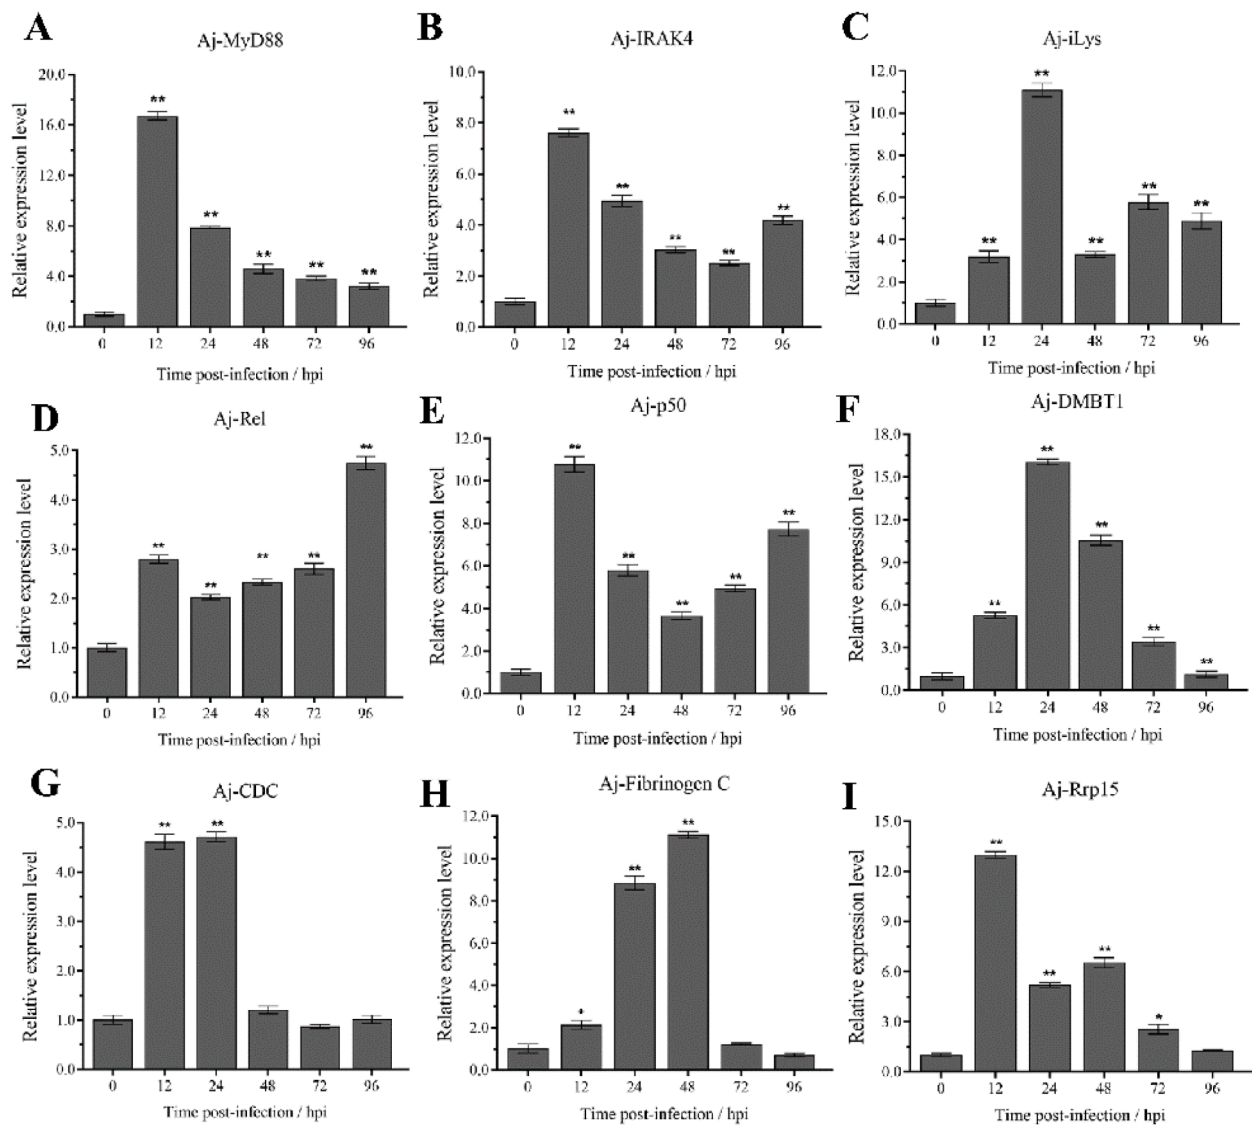 A
Aj-MyD88
Relative expression level
20.0
16.0
12.0
8.0
4.0
0.0
**
**
**
**
**
0 12 24 48 72 96
Time post-infection / hpi
B
Aj-IRAK4
Relative expression level
10.0
8.0
6.0
4.0
2.0
0.0
**
**
**
**
**
0 12 24 48 72 96
Time post-infection / hpi
C
Aj-iLys
Relative expression level
12.0
9.0
6.0
3.0
0.0
**
**
**
**
**
0 12 24 48 72 96
Time post-infection / hpi
D
Aj-Rel
Relative expression level
5.0
4.0
3.0
2.0
1.0
0.0
**
**
**
**
**
0 12 24 48 72 96
Time post-infection / hpi
E
Aj-p50
Relative expression level
12.0
10.0
8.0
6.0
4.0
2.0
0.0
**
**
**
**
**
0 12 24 48 72 96
Time post-infection / hpi
F
Aj-DMBT1
Relative expression level
18.0
15.0
12.0
9.0
6.0
3.0
0.0
**
**
**
**
**
0 12 24 48 72 96
Time post-infection / hpi
G
Aj-CDC
Relative expression level
5.0
4.0
3.0
2.0
1.0
0.0
**
**
0 12 24 48 72 96
Time post-infection / hpi
H
Aj-Fibrinogen C
Relative expression level
12.0
10.0
8.0
6.0
4.0
2.0
0.0
*
**
**
0 12 24 48 72 96
Time post-infection / hpi
I
Aj-Rrp15
Relative expression level
15.0
12.0
9.0
6.0
3.0
0.0
**
**
**
*
0 12 24 48 72 96
Time post-infection / hpi